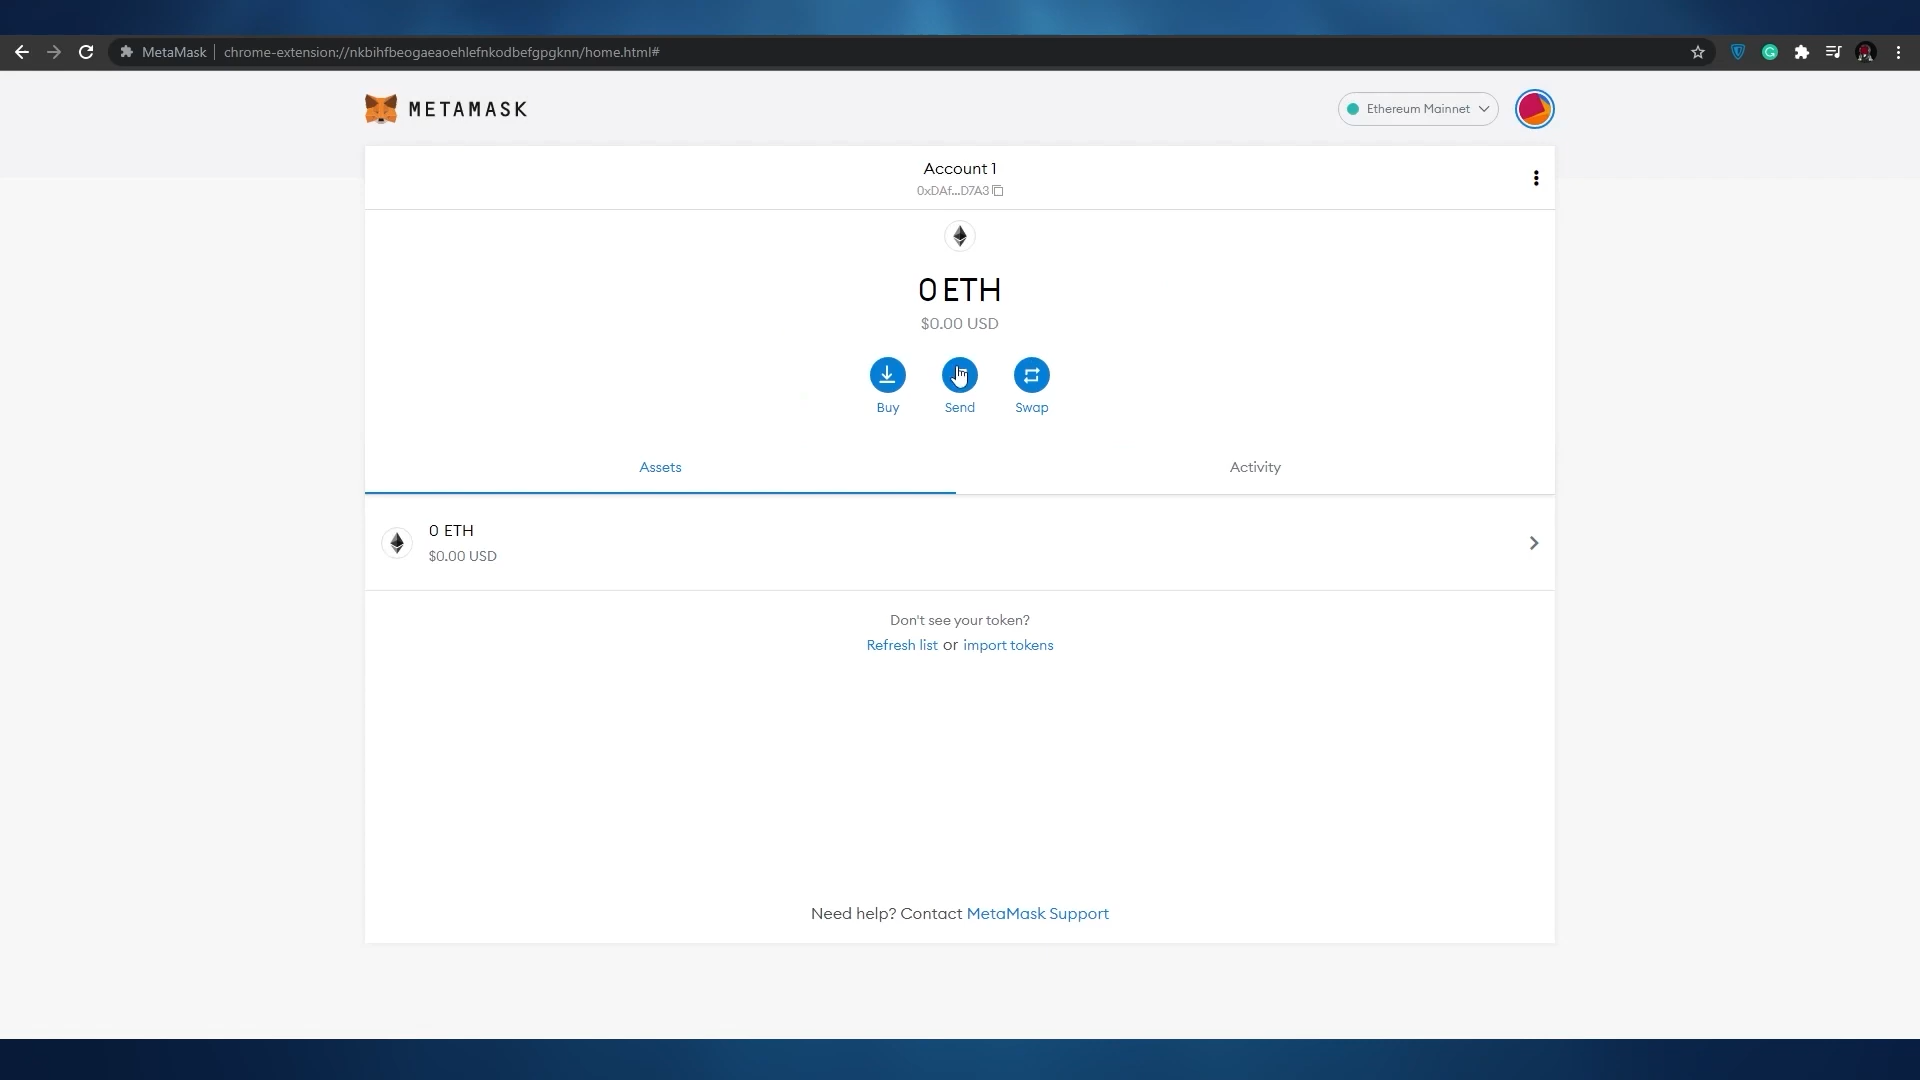 MetaMask chrome-extension://nkbihfbeogaeaoehlefnkodbefgpgknn/home.html#
METAMASK
Ethereum Mainnet
Account 1
0xDAf...D7A3
0 ETH
$0.00 USD
Buy Send Swap
Assets Activity
0 ETH
$0.00 USD
Don't see your token?
Refresh list or import tokens
Need help? Contact MetaMask Support